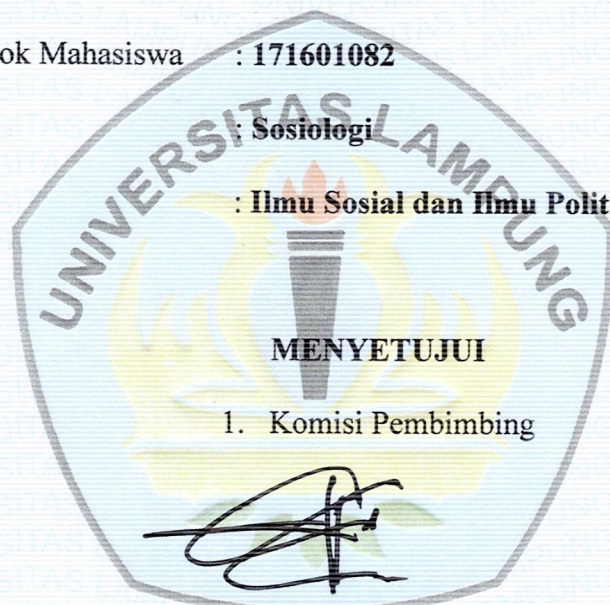 ok Mahasiswa : 171601082
: Sosiologi
: Ilmu Sosial dan Ilmu Polit
UNIVERSITAS LAMPUNG
MENYETUJUI
1. Komisi Pembimbing